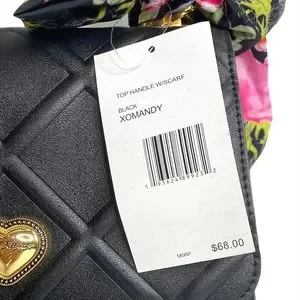 TOP HANDLE W/SCARF
BLACK
XOMANDY
MSRP
$68.00